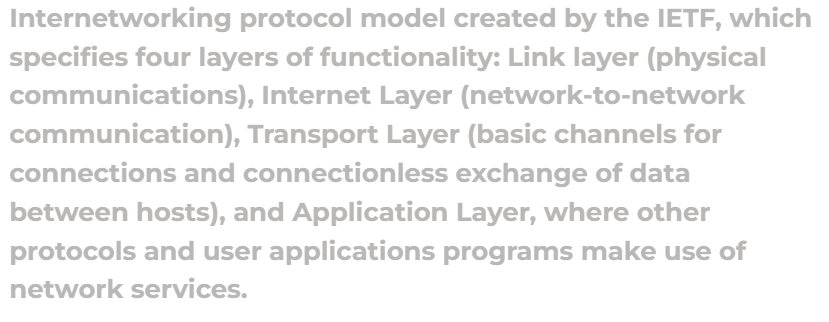 Internetworking protocol model created by the IETF, which
specifies four layers of functionality: Link layer (physical
communications), Internet Layer (network-to-network
communication), Transport Layer (basic channels for
connections and connectionless exchange of data
between hosts), and Application Layer, where other
protocols and user applications programs make use of
network services.